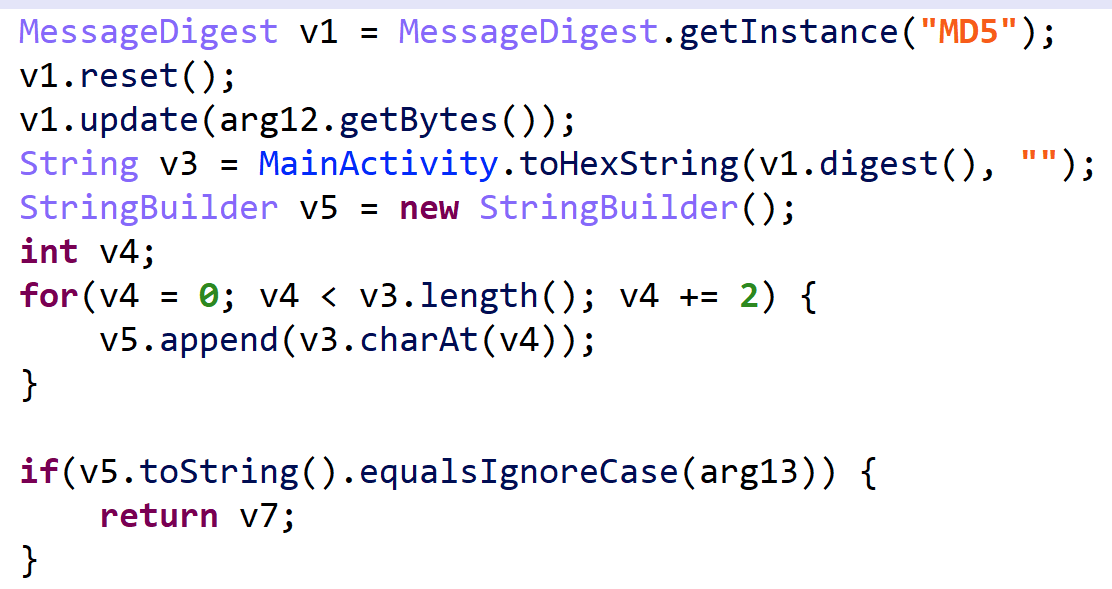 MessageDigest v1 = MessageDigest.getInstance("MD5");
v1.reset();
v1.update(arg12.getBytes());
String v3 = MainActivity.toHexString(v1.digest(), "");
StringBuilder v5 = new StringBuilder();
int v4;
for(v4 = 0; v4 < v3.length(); v4 += 2) {
    v5.append(v3.charAt(v4));
}

if(v5.toString().equalsIgnoreCase(arg13)) {
    return v7;
}